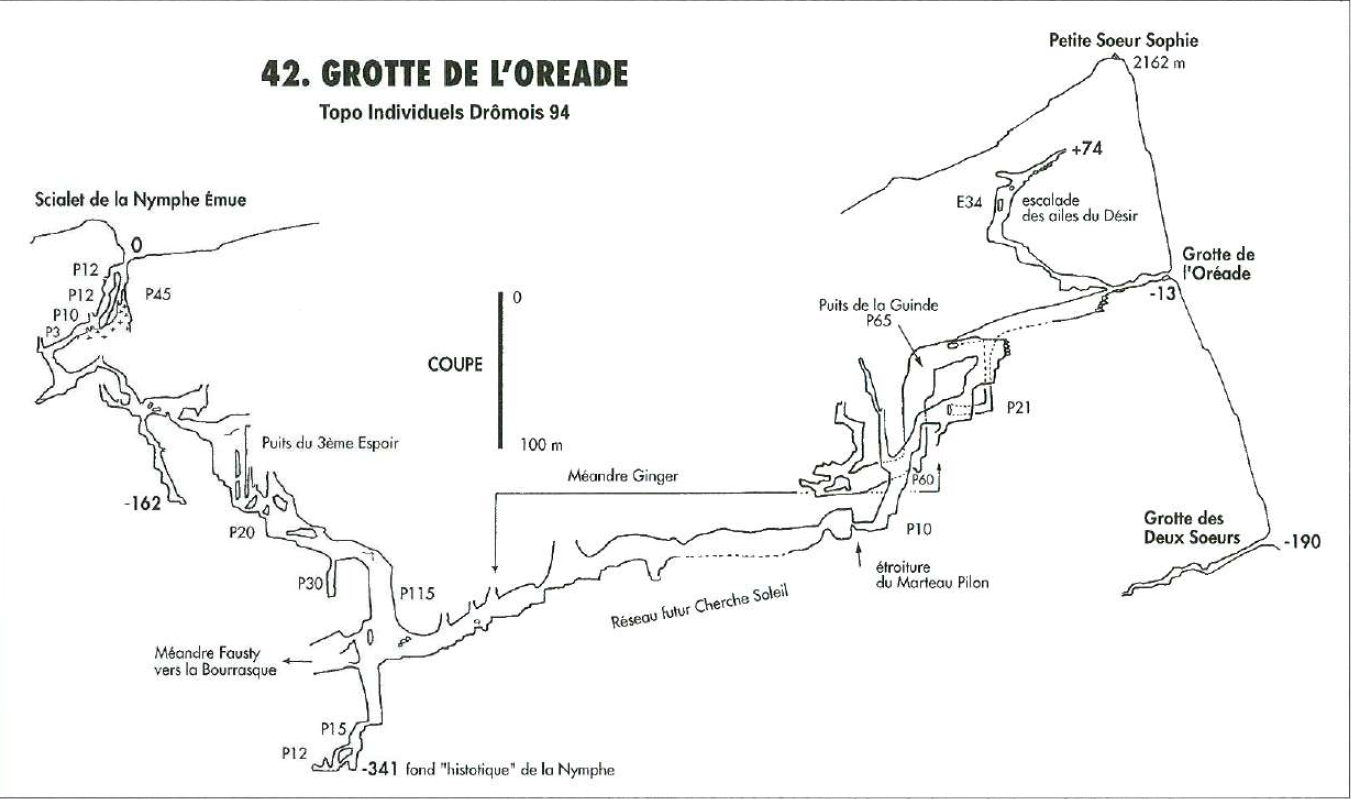 42. GROTTE DE L'OREADE
Topo Individuels Drômois 94
Petite Soeur Sophie
2162 m
+74
E34
escalade
des ailes du Désir
Scialet de la Nymphe Émue
0
P12
P12
P45
P10
P3
Grotte de
l'Oréade
-13
Puits de la Guinde
P65
COUPE
0
100 m
P21
Puits du 3ème Espoir
-162
P20
Méandre Ginger
P60
P10
Grotte des
Deux Soeurs
-190
étroiture
du Marteau Pilon
P30
P115
Réseau futur Cherche Soleil
Méandre Fausty
vers la Bourrasque
P15
P12
-341 fond "histotique" de la Nymphe